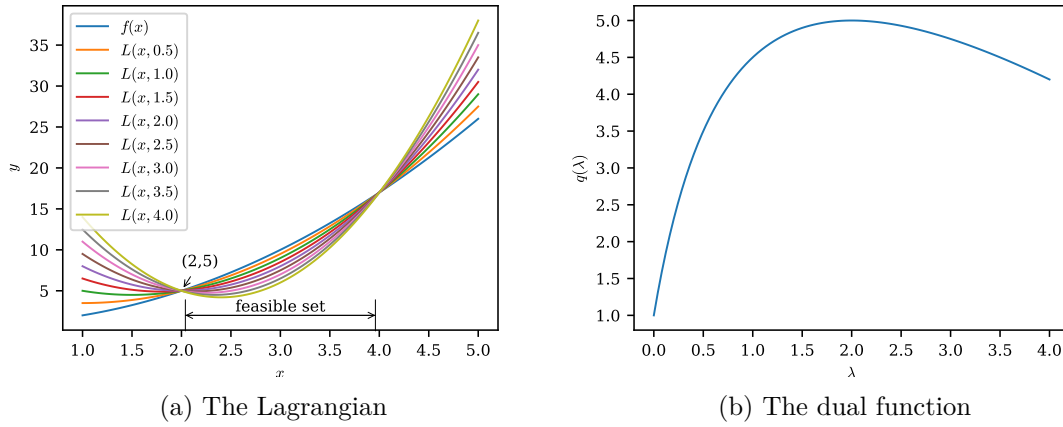 f(x)
L(x, 0.5)
L(x, 1.0)
L(x, 1.5)
L(x, 2.0)
L(x, 2.5)
L(x, 3.0)
L(x, 3.5)
L(x, 4.0)
35
30
25
20
15
10
5
y
(2,5)
feasible set
1.0 1.5 2.0 2.5 3.0 3.5 4.0 4.5 5.0
x
(a) The Lagrangian
5.0
4.5
4.0
3.5
3.0
2.5
2.0
1.5
1.0
q(λ)
0.0 0.5 1.0 1.5 2.0 2.5 3.0 3.5 4.0
λ
(b) The dual function